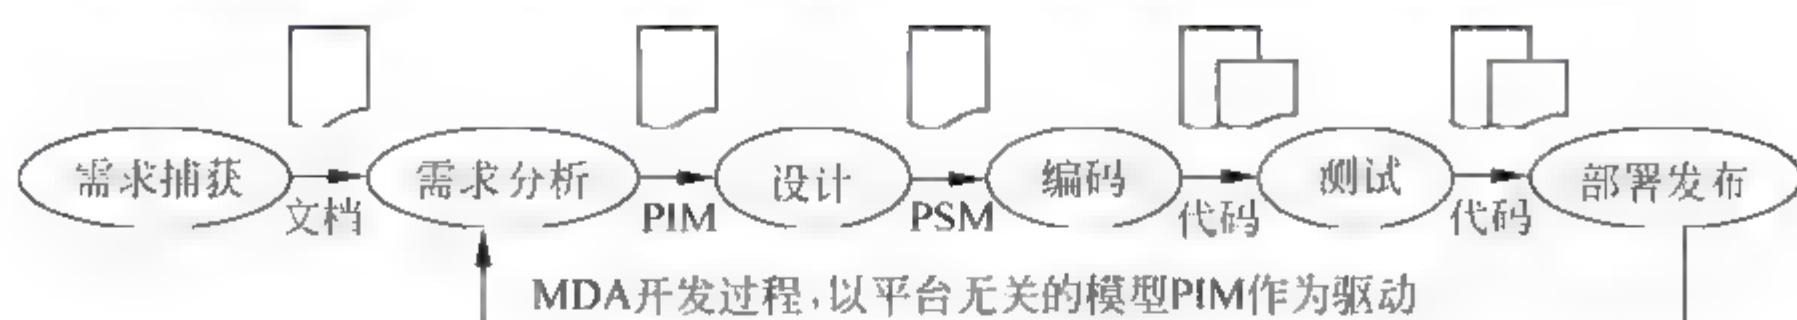 需求捕获 需求分析 设计 编码 测试 部署发布
文档 PIM PSM 代码 代码
MDA开发过程,以平台无关的模型PIM作为驱动